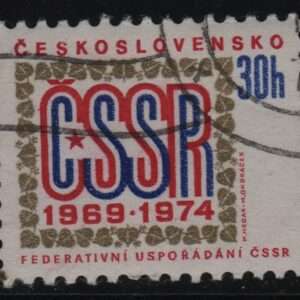 ČESKOSLOVENSKO
30h
ČSSR
1969·1974
FEDERATIVNÍ USPOŘÁDÁNÍ ČSSR